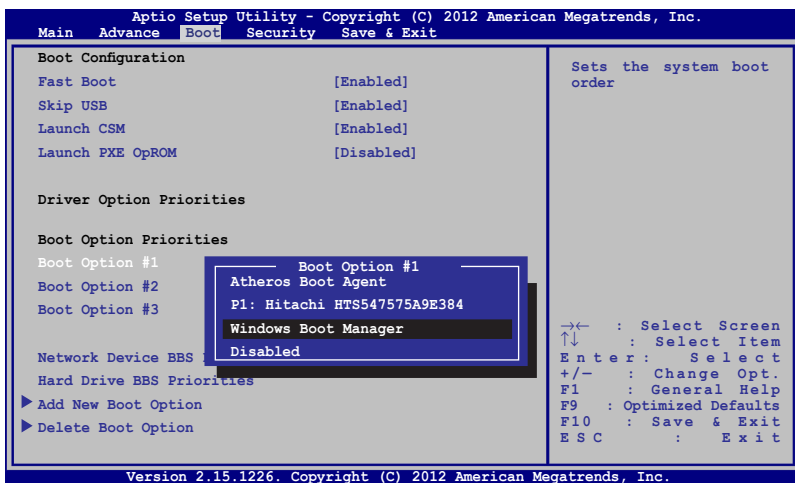 Aptio Setup Utility - Copyright (C) 2012 American Megatrends, Inc.
Main Advance Boot Security Save & Exit
Boot Configuration
Fast Boot [Enabled]
Skip USB [Enabled]
Launch CSM [Enabled]
Launch PXE OpROM [Disabled]
Driver Option Priorities
Boot Option Priorities
Boot Option #1
Boot Option #2
Boot Option #3
Network Device BBS
Hard Drive BBS Priorities
Add New Boot Option
Delete Boot Option
Boot Option #1
Atheros Boot Agent
P1: Hitachi HTS547575A9E384
Windows Boot Manager
Disabled
Sets the system boot
order
→← : Select Screen
↑↓ : Select Item
Enter: Select
+/— : Change Opt.
F1 : General Help
F9 : Optimized Defaults
F10 : Save & Exit
ESC : Exit
Version 2.15.1226. Copyright (C) 2012 American Megatrends, Inc.